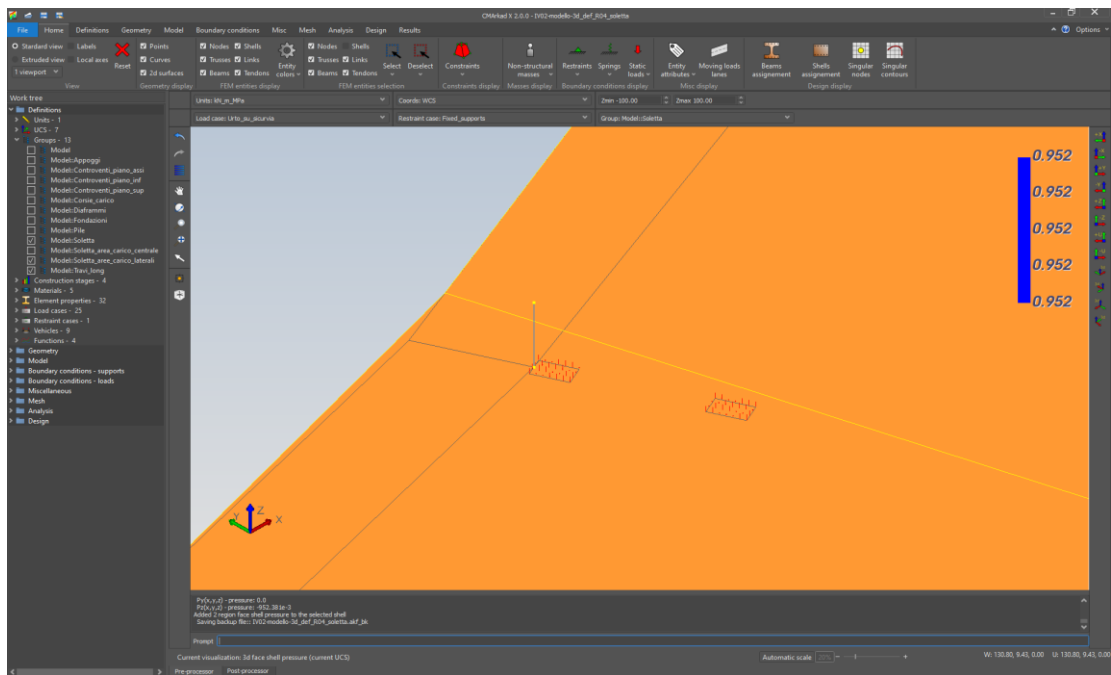 CMArkad II 2.0.0 - IV02-modello-3d_def_R04_soletta
File Home Definitions Geometry Model Boundary conditions Misc Mesh Analysis Design Results Options
Standard view Labels Points Nodes Shells Nodes Shells
Extruded view Local axes Curves Trusses Links Trusses Links
1 viewport Reset 2d surfaces Beams Tendons Entity colors Beams Tendons Select Deselect Constraints Non-structural masses Restraints Springs Static loads Entity attributes Moving loads lanes Beams assignement Shells assignement Singular nodes Singular contours
View Geometry display FEM entities display FEM entities selection Constraints display Masses display Boundary conditions display Misc display Design display
Work tree
Units: kN_m_MPa Coords: WCS Zmin -100.00 Zmax 100.00
Load case: Urto_su_sicurvia Restraint case: Fixed_supports Group: Model::Soletta
Definitions
Units - 1
UCS - 7
Groups - 13
Model
Model::Appoggi
Model::Controventi_piano_assi
Model::Controventi_piano_inf
Model::Controventi_piano_sup
Model::Corsie_carico
Model::Diaframmi
Model::Fondazioni
Model::Pile
Model::Soletta
Model::Soletta_area_carico_centrale
Model::Soletta_aree_carico_laterali
Model::Travi_long
Construction stages - 4
Materials - 5
Element properties - 32
Load cases - 25
Restraint cases - 1
Vehicles - 9
Functions - 4
Geometry
Model
Boundary conditions - supports
Boundary conditions - loads
Miscellaneous
Mesh
Analysis
Design
0.952
0.952
0.952
0.952
0.952
Y Z X
Py(x,y,z) - pressure: 0.0
Pz(x,y,z) - pressure: -952.381e-3
Added 2 region face shell pressure to the selected shell
Saving backup file:: IV02-modello-3d_def_R04_soletta.akf_bk
Prompt
Current visualization: 3d face shell pressure (current UCS) Automatic scale 20% W: 130.80, 9.43, 0.00 U: 130.80, 9.43, 0.00
Pre-processor Post-processor